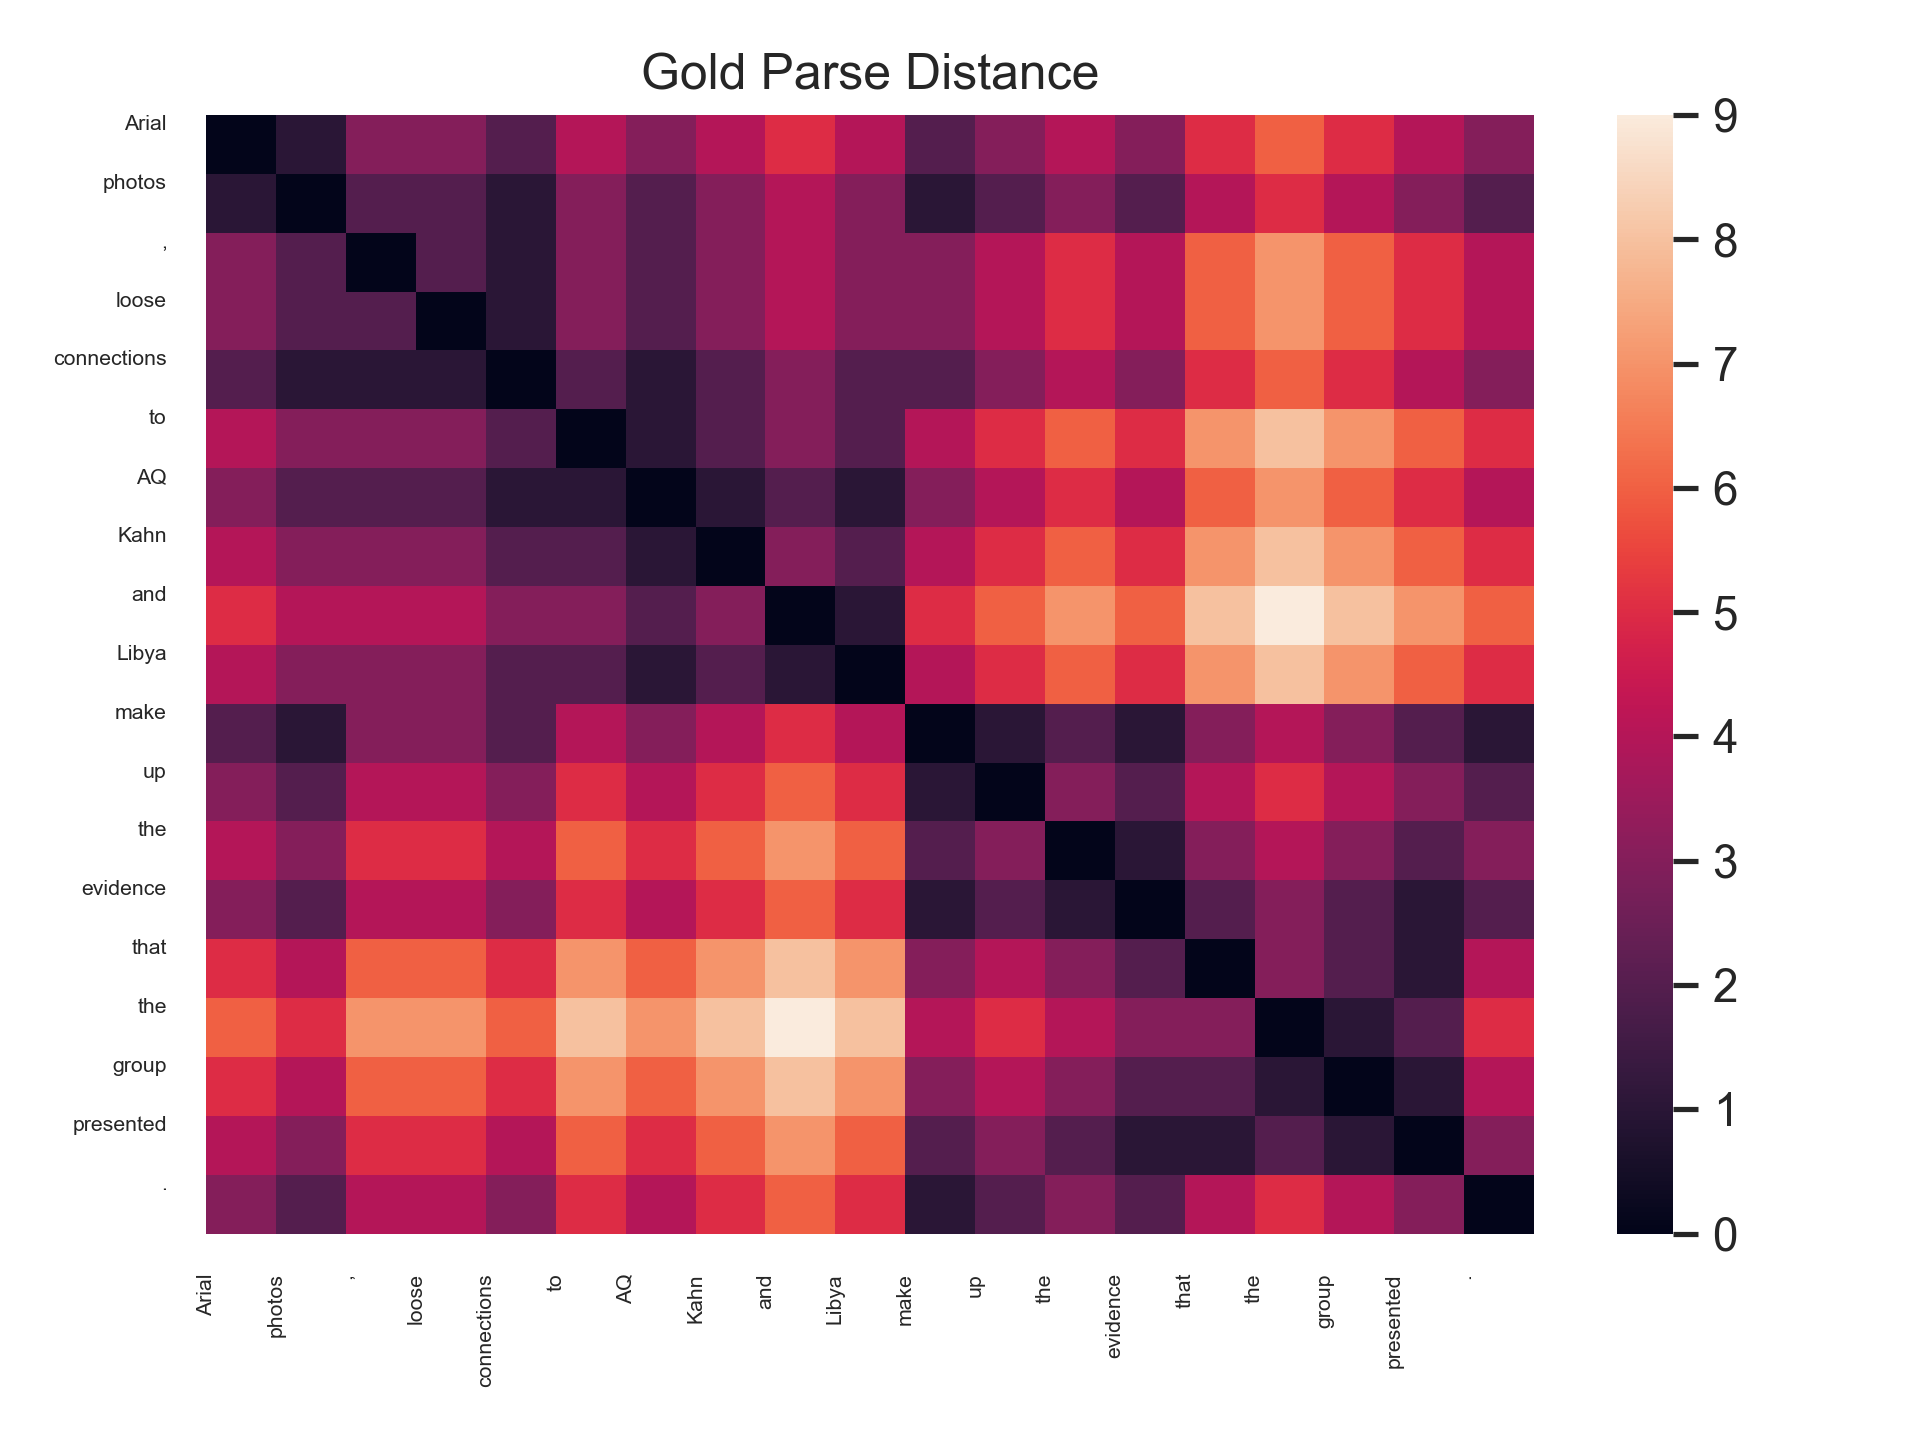 Gold Parse Distance
Arial
photos
,
loose
connections
to
AQ
Kahn
and
Libya
make
up
the
evidence
that
the
group
presented
.
9
8
7
6
5
4
3
2
1
0
Arial
photos
,
loose
connections
to
AQ
Kahn
and
Libya
make
up
the
evidence
that
the
group
presented
.